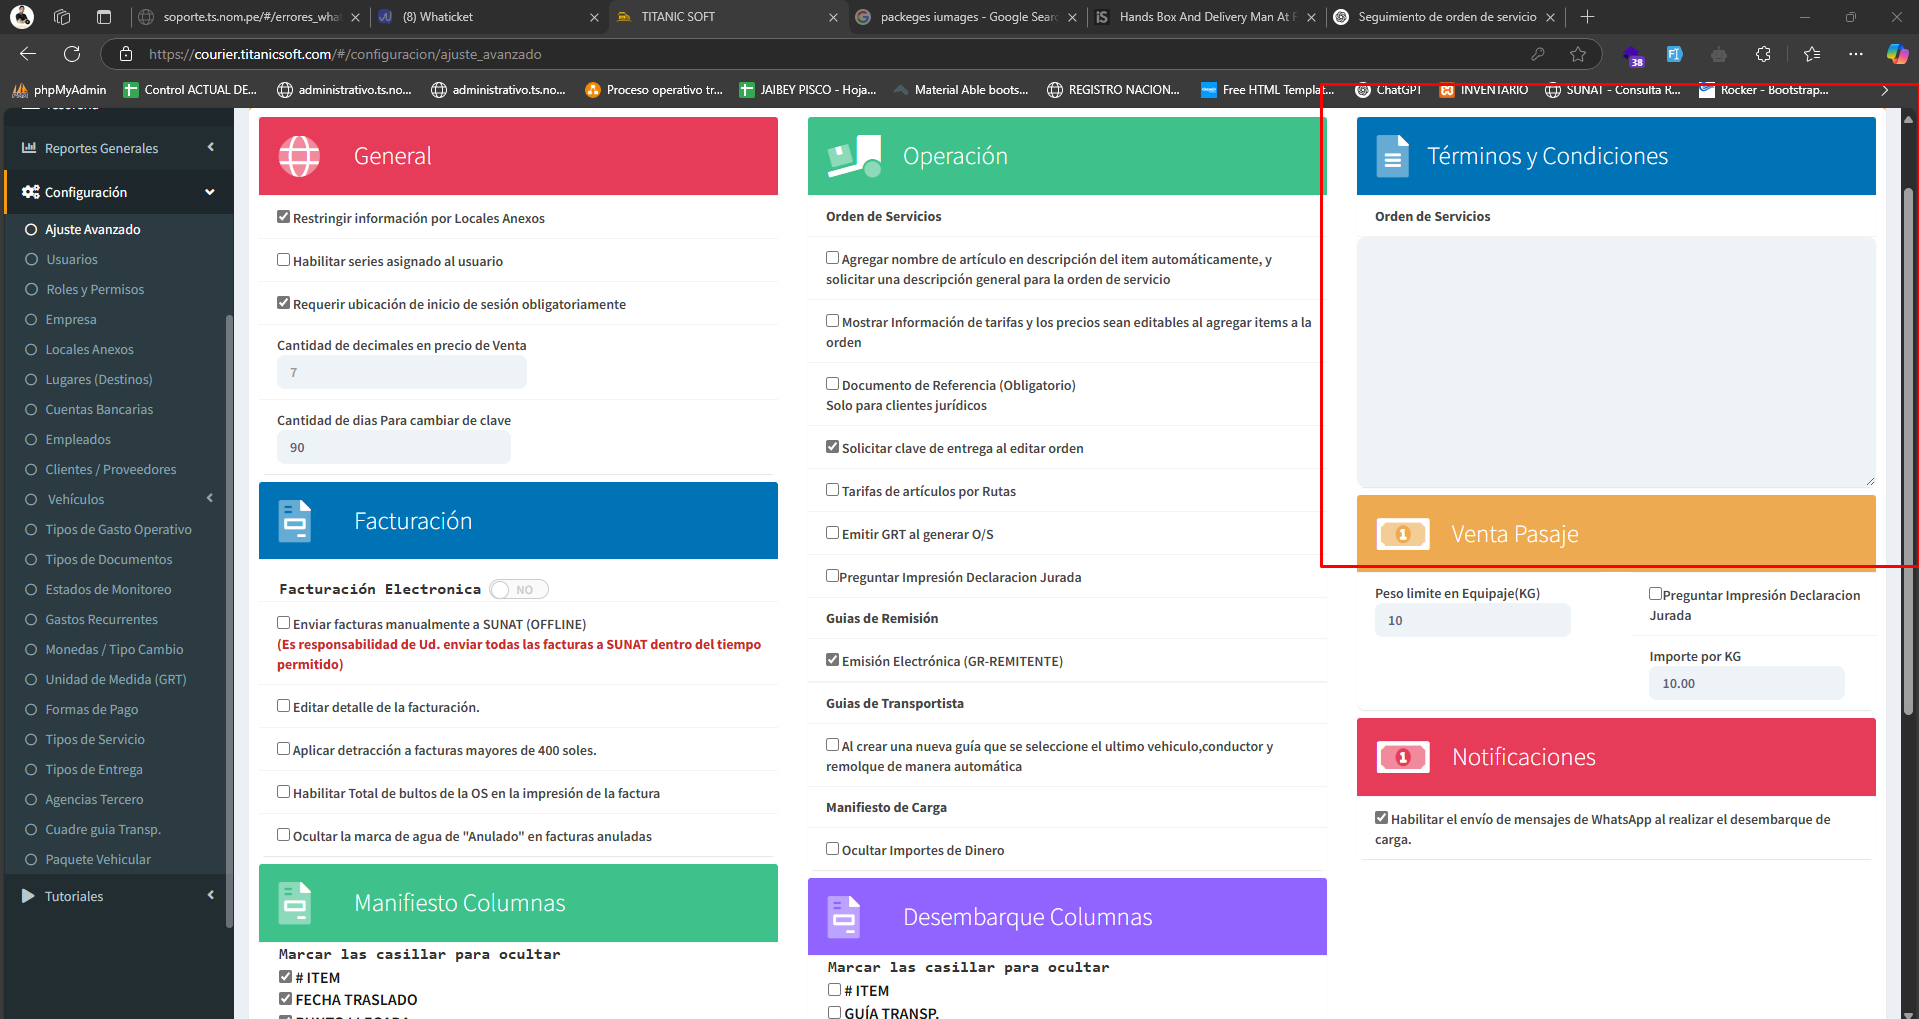 soporte.ts.nom.pe/#/errores_wha
(8) Whaticket
TITANIC SOFT
packeges iumages - Google Sear
Hands Box And Delivery Man At F
Seguimiento de orden de servicio
https://courier.titanicsoft.com/#/configuracion/ajuste_avanzado
38
phpMyAdmin
Control ACTUAL DE...
administrativo.ts.no...
administrativo.ts.no...
Proceso operativo tr...
JAIBEY PISCO - Hoja...
Material Able boots...
REGISTRO NACION...
Free HTML Templat...
ChatGPT
INVENTARIO
SUNAT - Consulta R...
Rocker - Bootstrap...
Reportes Generales
Configuración
Ajuste Avanzado
Usuarios
Roles y Permisos
Empresa
Locales Anexos
Lugares (Destinos)
Cuentas Bancarias
Empleados
Clientes / Proveedores
Vehículos
Tipos de Gasto Operativo
Tipos de Documentos
Estados de Monitoreo
Gastos Recurrentes
Monedas / Tipo Cambio
Unidad de Medida (GRT)
Formas de Pago
Tipos de Servicio
Tipos de Entrega
Agencias Tercero
Cuadre guia Transp.
Paquete Vehicular
Tutoriales
General
Restringir información por Locales Anexos
Habilitar series asignado al usuario
Requerir ubicación de inicio de sesión obligatoriamente
Cantidad de decimales en precio de Venta
7
Cantidad de dias Para cambiar de clave
90
Facturación
Facturación Electronica NO
Enviar facturas manualmente a SUNAT (OFFLINE)
(Es responsabilidad de Ud. enviar todas las facturas a SUNAT dentro del tiempo
permitido)
Editar detalle de la facturación.
Aplicar detracción a facturas mayores de 400 soles.
Habilitar Total de bultos de la OS en la impresión de la factura
Ocultar la marca de agua de "Anulado" en facturas anuladas
Manifiesto Columnas
Marcar las casillar para ocultar
# ITEM
FECHA TRASLADO
Operación
Orden de Servicios
Agregar nombre de artículo en descripción del item automáticamente, y
solicitar una descripción general para la orden de servicio
Mostrar Información de tarifas y los precios sean editables al agregar items a la
orden
Documento de Referencia (Obligatorio)
Solo para clientes jurídicos
Solicitar clave de entrega al editar orden
Tarifas de artículos por Rutas
Emitir GRT al generar O/S
Preguntar Impresión Declaracion Jurada
Guias de Remisión
Emisión Electrónica (GR-REMITENTE)
Guias de Transportista
Al crear una nueva guía que se seleccione el ultimo vehiculo,conductor y
remolque de manera automática
Manifiesto de Carga
Ocultar Importes de Dinero
Desembarque Columnas
Marcar las casillar para ocultar
# ITEM
GUÍA TRANSP.
Términos y Condiciones
Orden de Servicios
Venta Pasaje
Peso limite en Equipaje(KG)
10
Preguntar Impresión Declaracion
Jurada
Importe por KG
10.00
Notificaciones
Habilitar el envío de mensajes de WhatsApp al realizar el desembarque de
carga.